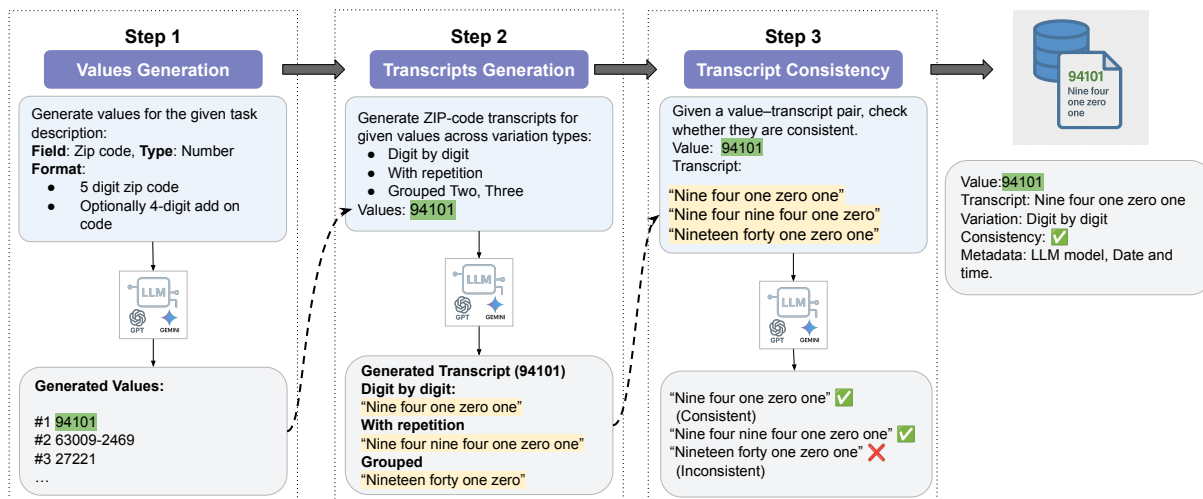 Step 1
Values Generation
Generate values for the given task
description:
Field: Zip code, Type: Number
Format:
● 5 digit zip code
● Optionally 4-digit add on
code
LLM
GPT
GEMINI
Generated Values:
#1 94101
#2 63009-2469
#3 27221
…
Step 2
Transcripts Generation
Generate ZIP-code transcripts for
given values across variation types:
● Digit by digit
● With repetition
● Grouped Two, Three
Values: 94101
LLM
GPT
GEMINI
Generated Transcript (94101)
Digit by digit:
“Nine four one zero one”
With repetition
“Nine four nine four one zero one”
Grouped
“Nineteen forty one zero”
Step 3
Transcript Consistency
Given a value–transcript pair, check
whether they are consistent.
Value: 94101
Transcript:
“Nine four one zero one”
“Nine four nine four one zero”
“Nineteen forty one zero one”
LLM
GPT
GEMINI
“Nine four one zero one” ✅
(Consistent)
“Nine four nine four one zero one” ✅
“Nineteen forty one zero one” ❌
(Inconsistent)
94101
Nine four
one zero
one
Value:94101
Transcript: Nine four one zero one
Variation: Digit by digit
Consistency: ✅
Metadata: LLM model, Date and
time.